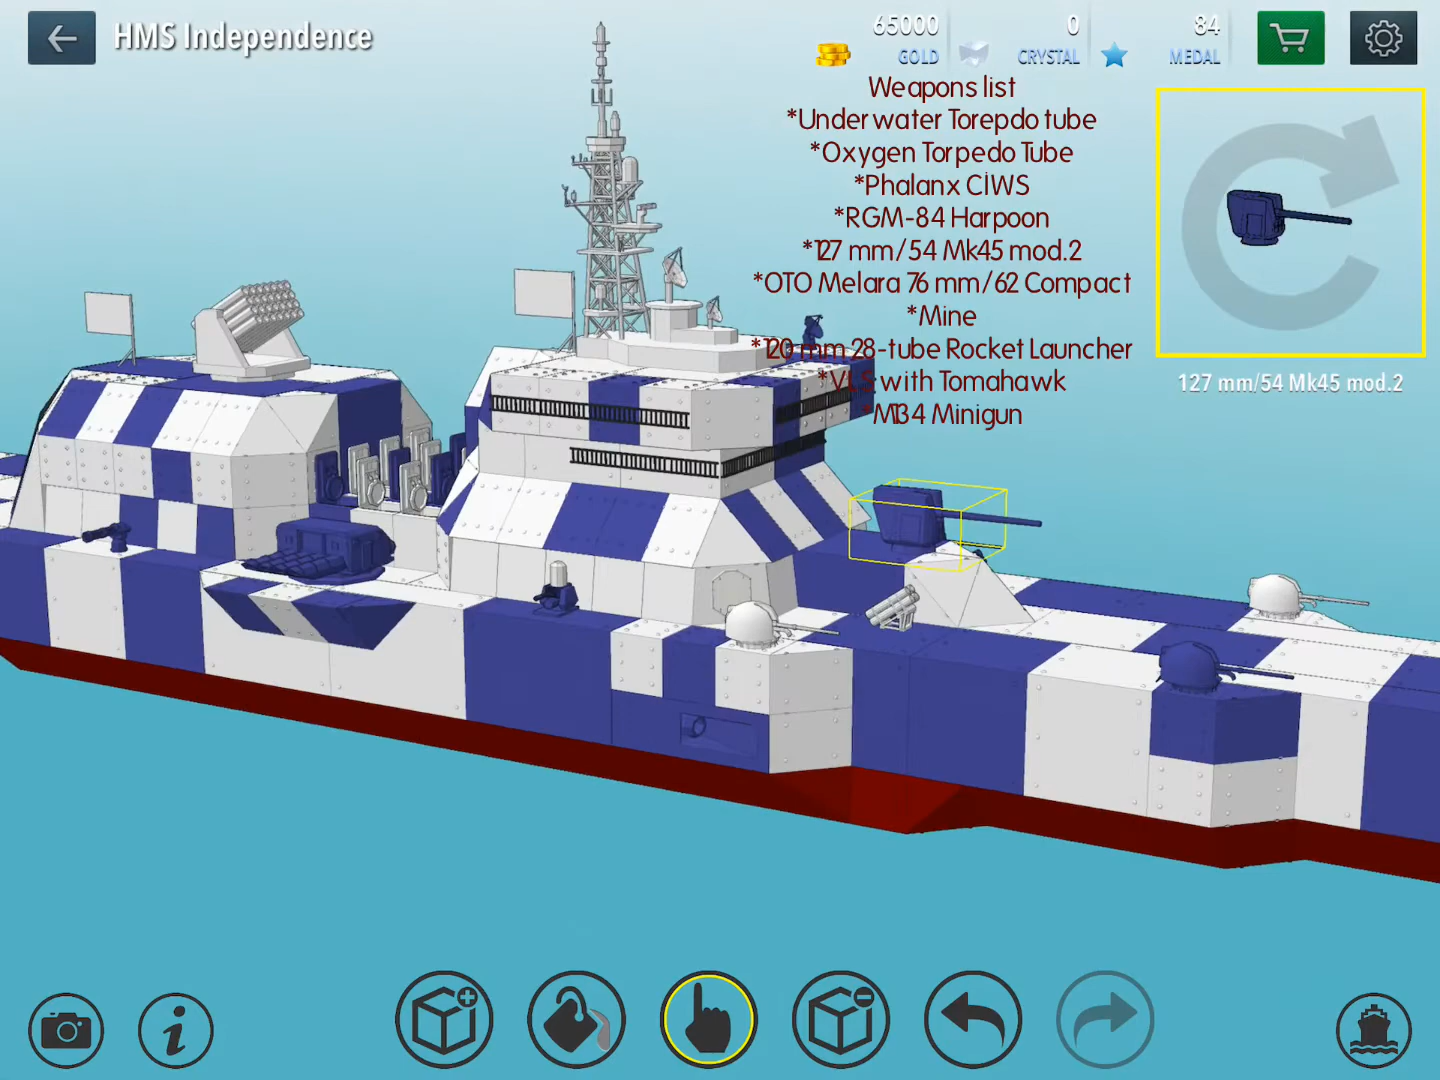 HMS Independence
65000
GOLD
0
CRYSTAL
84
MEDAL
Weapons list
*Under water Torepdo tube
*Oxygen Torpedo Tube
*Phalanx CIWS
*RGM-84 Harpoon
*127 mm/54 Mk45 mod.2
*OTO Melara 76 mm/62 Compact
*Mine
*120 mm 28-tube Rocket Launcher
*VLS with Tomahawk
*M134 Minigun
127 mm/54 Mk45 mod.2